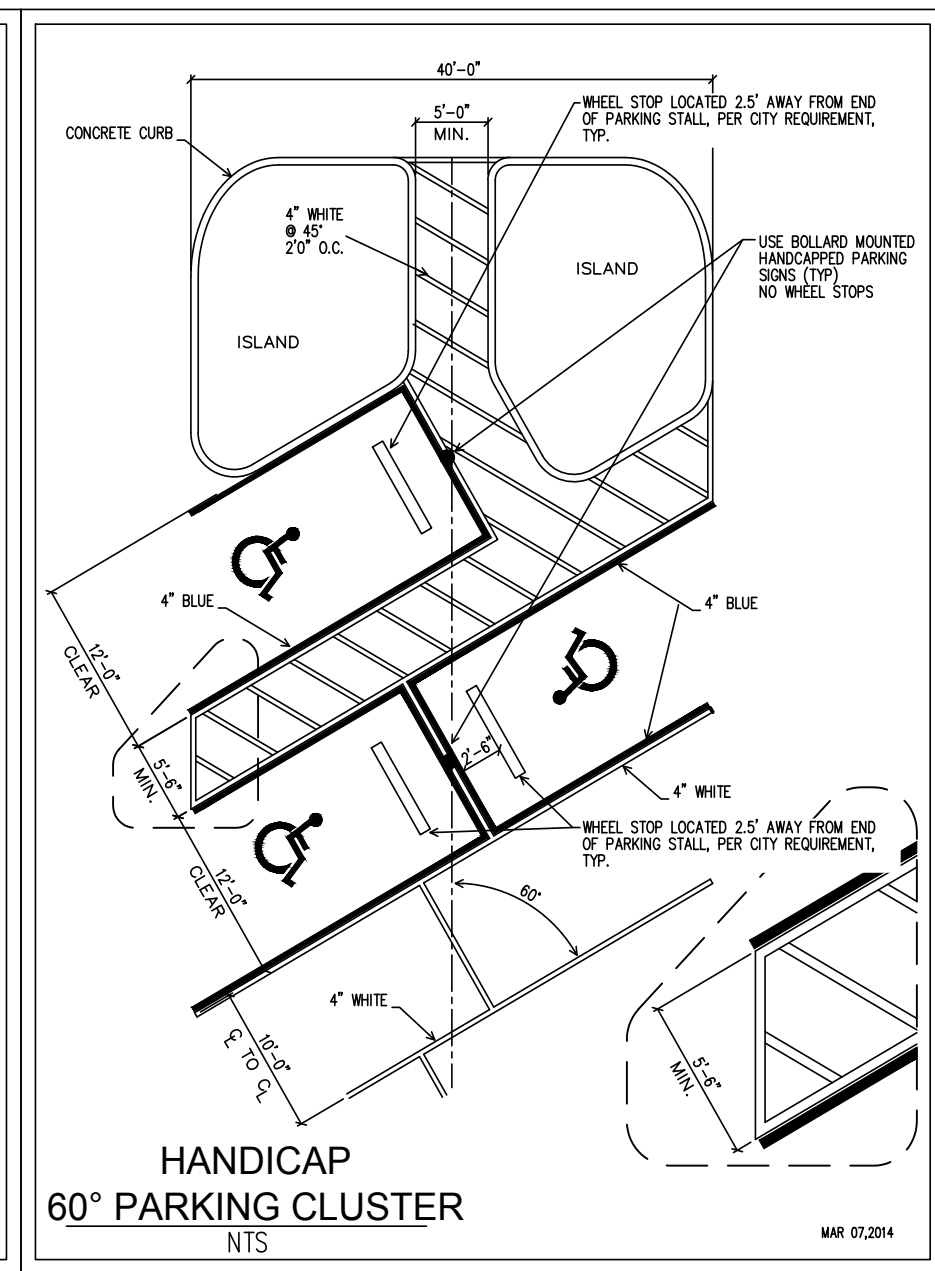 40'-0"
5'-0"
MIN.
WHEEL STOP LOCATED 2.5' AWAY FROM END
OF PARKING STALL, PER CITY REQUIREMENT,
TYP.
CONCRETE CURB
4" WHITE
@ 45°
2'0" O.C.
ISLAND
USE BOLLARD MOUNTED
HANDCAPPED PARKING
SIGNS (TYP)
NO WHEEL STOPS
ISLAND
4" BLUE
4" BLUE
12'-0"
CLEAR
5'-6"
MIN.
2'-6"
4" WHITE
WHEEL STOP LOCATED 2.5' AWAY FROM END
OF PARKING STALL, PER CITY REQUIREMENT,
TYP.
12'-0"
CLEAR
60°
4" WHITE
10'-0"
℄ TO ℄
5'-6"
MIN.
HANDICAP
60° PARKING CLUSTER
NTS
MAR 07,2014